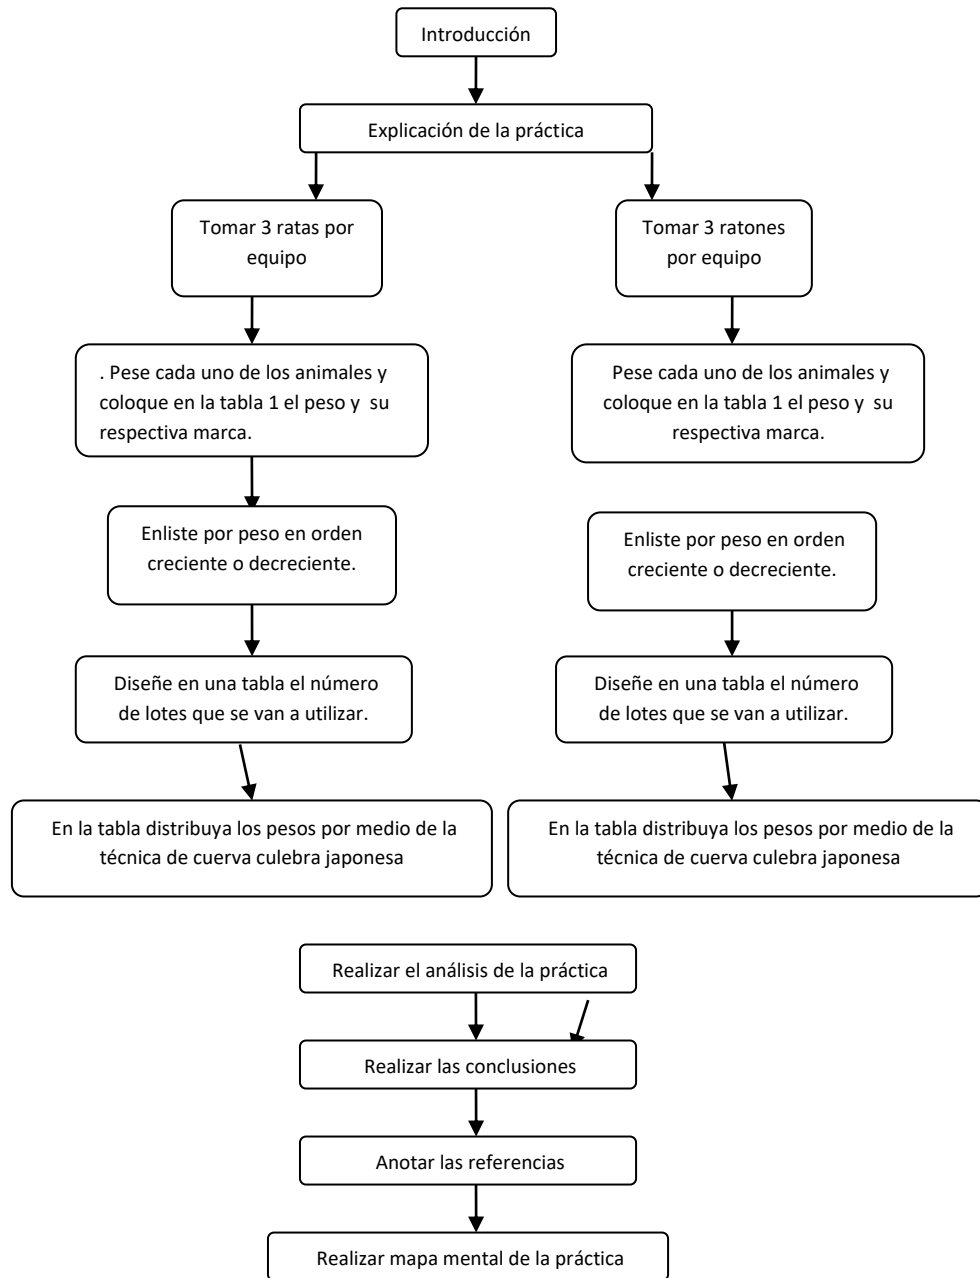 Introducción
Explicación de la práctica
Tomar 3 ratas por
equipo
Tomar 3 ratones
por equipo
. Pese cada uno de los animales y
coloque en la tabla 1 el peso y  su
respectiva marca.
Pese cada uno de los animales y
coloque en la tabla 1 el peso y  su
respectiva marca.
Enliste por peso en orden
creciente o decreciente.
Enliste por peso en orden
creciente o decreciente.
Diseñe en una tabla el número
de lotes que se van a utilizar.
Diseñe en una tabla el número
de lotes que se van a utilizar.
En la tabla distribuya los pesos por medio de la
técnica de cuerva culebra japonesa
En la tabla distribuya los pesos por medio de la
técnica de cuerva culebra japonesa
Realizar el análisis de la práctica
Realizar las conclusiones
Anotar las referencias
Realizar mapa mental de la práctica